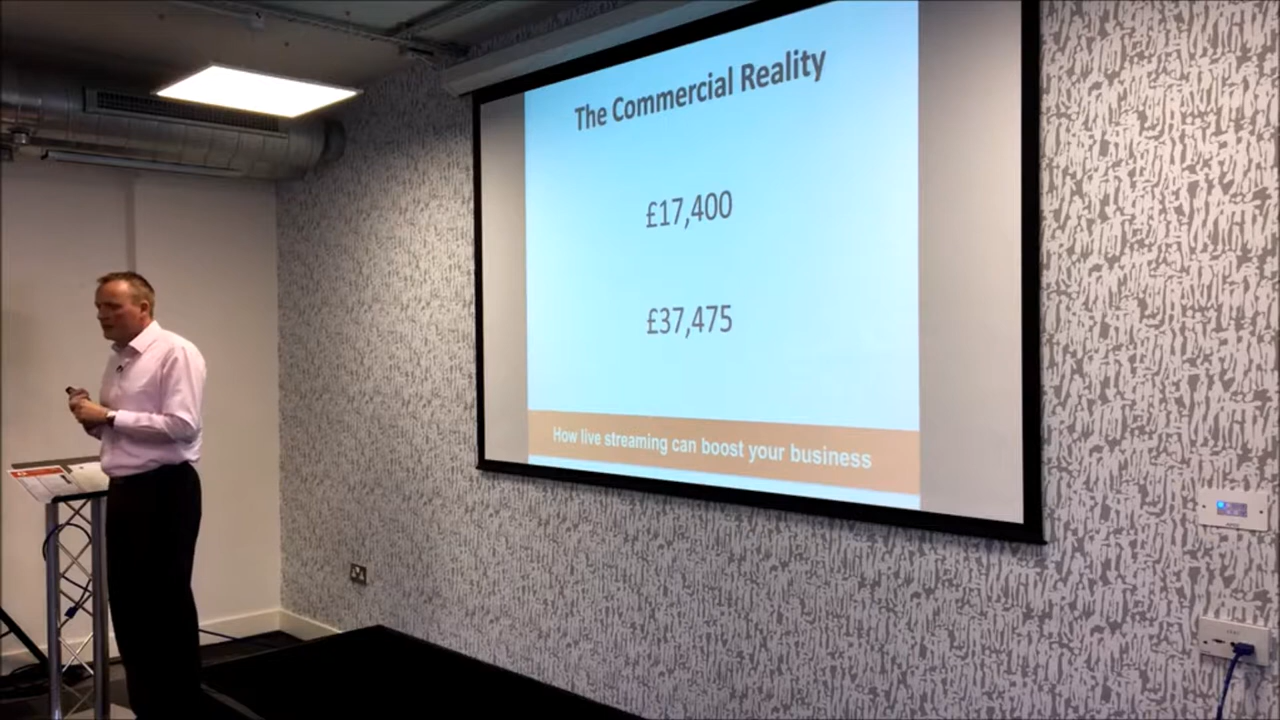 The Commercial Reality
£17,400
£37,475
How live streaming can boost your business